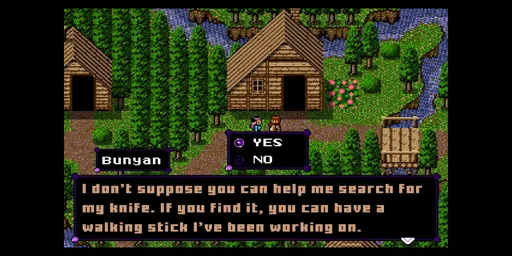 YES
NO
Bunyan
I don't suppose you can help me search for
my knife. If you find it, you can have a
walking stick I've been working on.